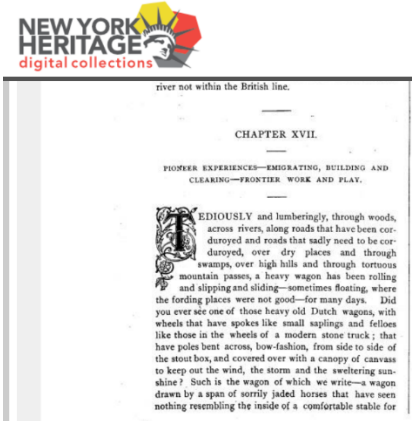 NEW YORK
HERITAGE
digital collections
river not within the British line.
CHAPTER XVII.
PIONEER EXPERIENCES—EMIGRATING, BUILDING AND
CLEARING—FRONTIER WORK AND PLAY.
TEDIOUSLY and lumberingly, through woods,
across rivers, along roads that have been cor-
duroyed and roads that sadly need to be cor-
duroyed, over dry places and through
swamps, over high hills and through tortuous
mountain passes, a heavy wagon has been rolling
and slipping and sliding—sometimes floating, where
the fording places were not good—for many days. Did
you ever see one of those heavy old Dutch wagons, with
wheels that have spokes like small saplings and felloes
like those in the wheels of a modern stone truck; that
have poles bent across, bow-fashion, from side to side of
the stout box, and covered over with a canopy of canvass
to keep out the wind, the storm and the sweltering sun-
shine? Such is the wagon of which we write—a wagon
drawn by a span of sorrily jaded horses that have seen
nothing resembling the inside of a comfortable stable for